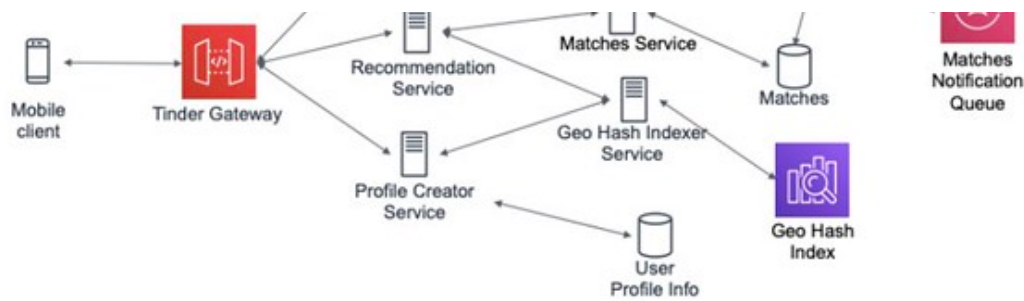 Mobile
client
Tinder Gateway
Recommendation
Service
Matches Service
Matches
Matches
Notification
Queue
Geo Hash Indexer
Service
Profile Creator
Service
Geo Hash
Index
User
Profile Info